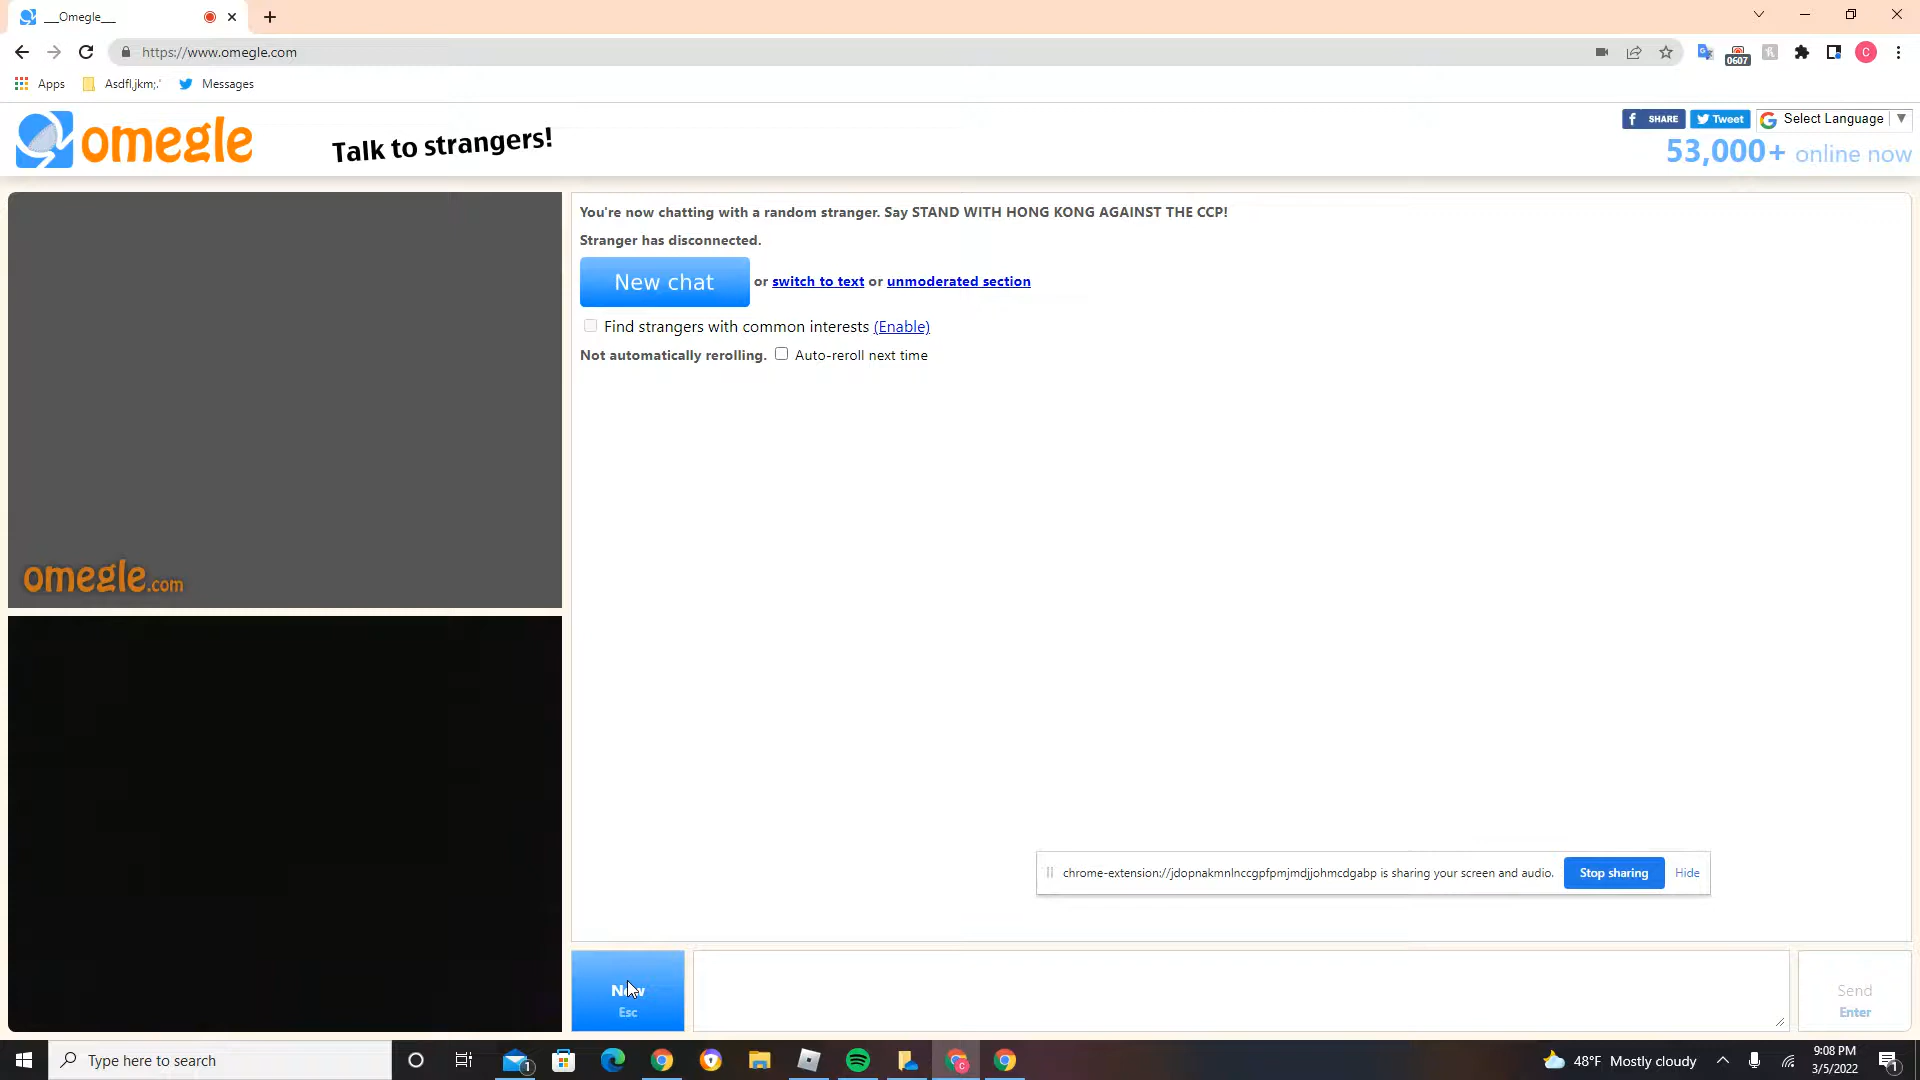 ___Omegle___
https://www.omegle.com
0607
C
Apps
Asdfl;jkm;.'
Messages
omegle
Talk to strangers!
f SHARE
Tweet
G Select Language ▼
53,000+ online now
You're now chatting with a random stranger. Say STAND WITH HONG KONG AGAINST THE CCP!
Stranger has disconnected.
New chat or switch to text or unmoderated section
Find strangers with common interests (Enable)
Not automatically rerolling. Auto-reroll next time
omegle.com
chrome-extension://jdopnakmnlnccgpfpmjmdjjohmcdgabp is sharing your screen and audio. Stop sharing Hide
New
Esc
Send
Enter
Type here to search
1
C
48°F Mostly cloudy
9:08 PM
3/5/2022
1